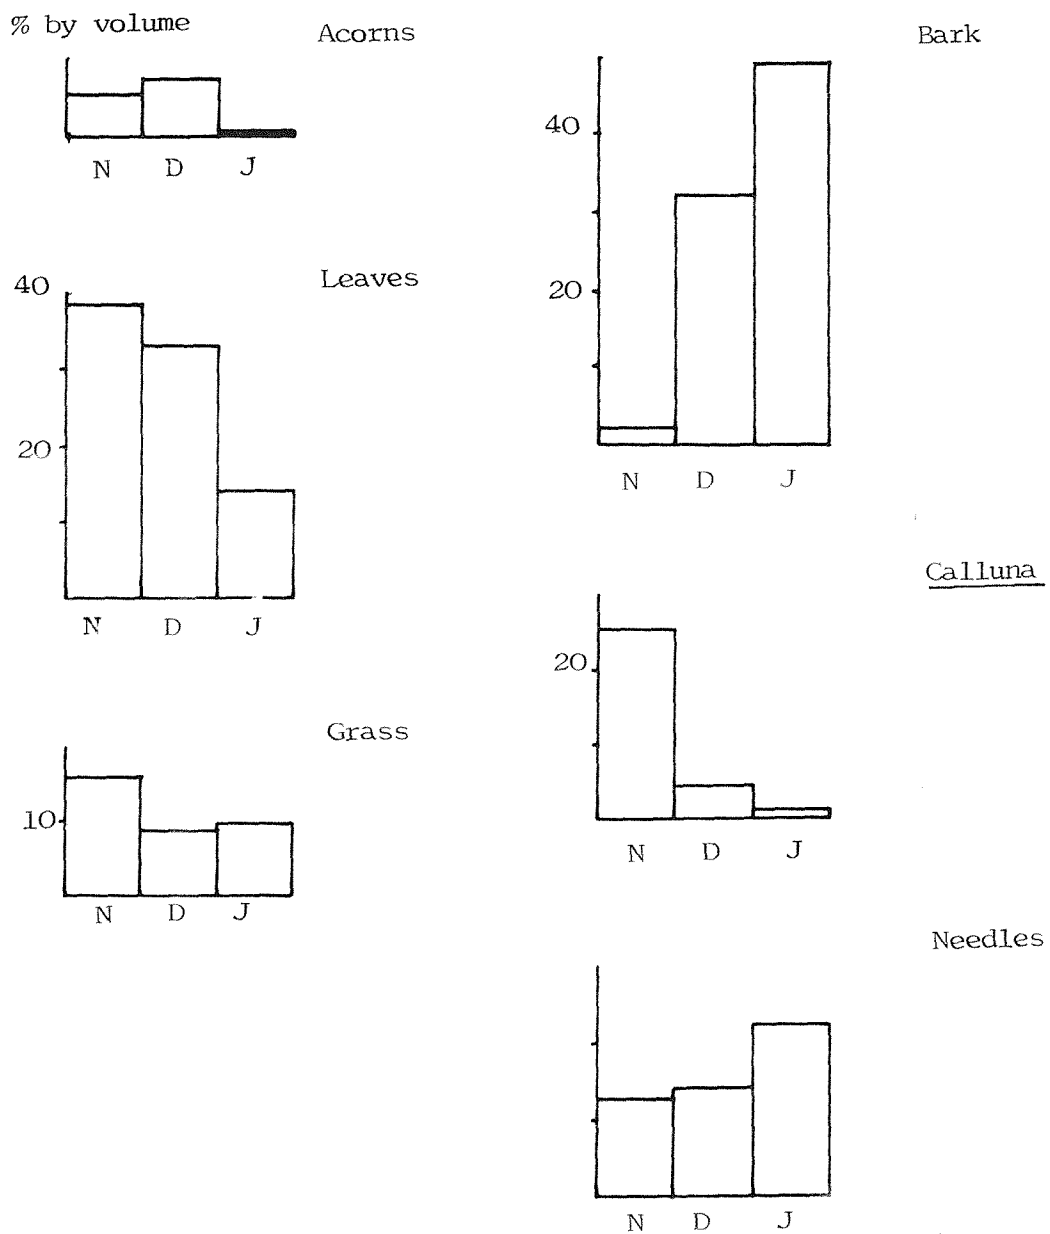 % by volume
Acorns
N D J
40
Leaves
20
N D J
Grass
10
N D J
Bark
40
20
N D J
Calluna
20
N D J
Needles
N D J